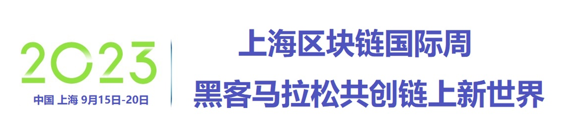 2023
中国 上海 9月15日-20日
上海区块链国际周
黑客马拉松共创链上新世界